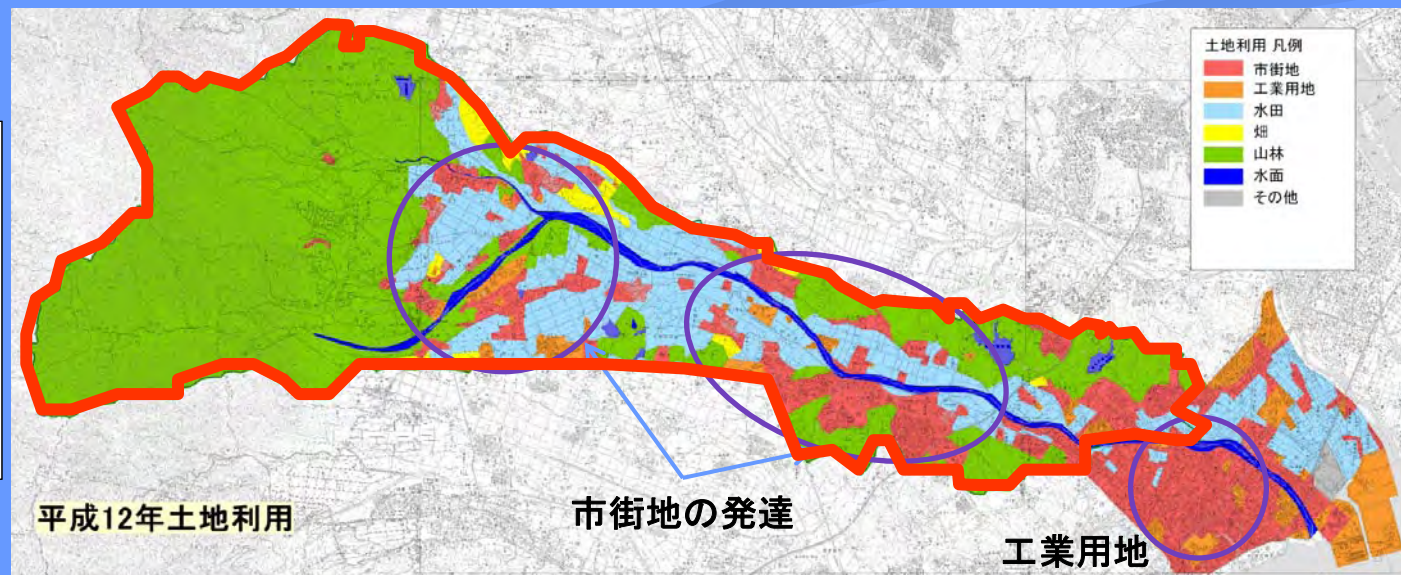 土地利用 凡例
市街地
工業用地
水田
畑
山林
水面
その他
平成12年土地利用
市街地の発達
工業用地